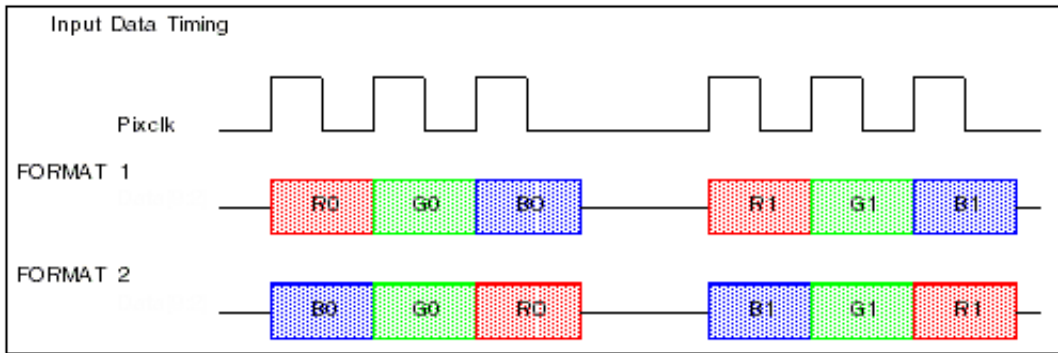 Input Data Timing
Pixclk
FORMAT 1
R0 G0 B0 R1 G1 B1
FORMAT 2
B0 G0 R0 B1 G1 R1